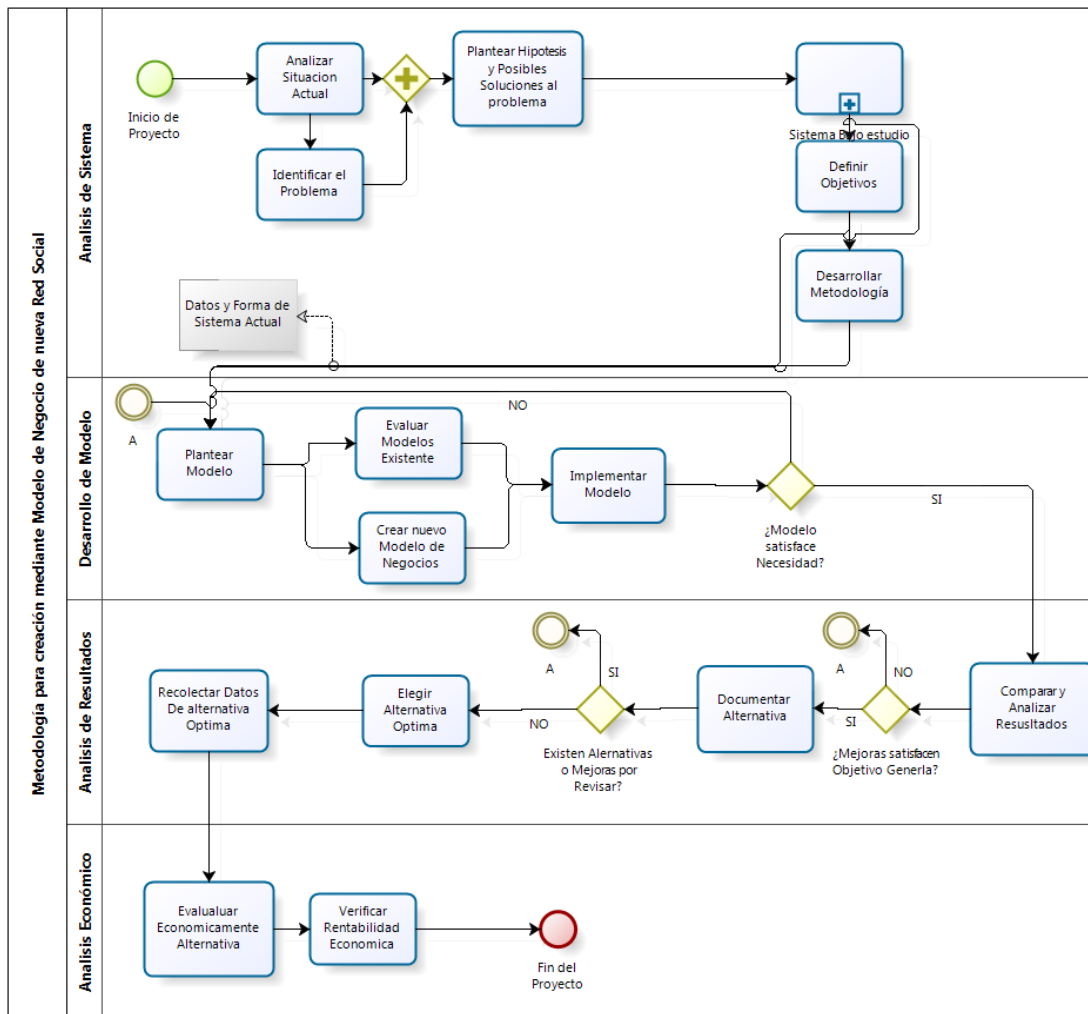 Metodologia para creación mediante Modelo de Negocio de nueva Red Social
Analisis de Sistema
Inicio de
Proyecto
Analizar
Situacion
Actual
Identificar el
Problema
Plantear Hipotesis
y Posibles
Soluciones al
problema
Sistema Bajo estudio
Definir
Objetivos
Desarrollar
Metodología
Datos y Forma de
Sistema Actual
Desarrollo de Modelo
A
Plantear
Modelo
NO
Evaluar
Modelos
Existente
Crear nuevo
Modelo de
Negocios
Implementar
Modelo
¿Modelo
satisface
Necesidad?
SI
Analisis de Resultados
Comparar y
Analizar
Resusltados
A
NO
SI
¿Mejoras satisfacen
Objetivo Generla?
Documentar
Alternativa
A
SI
NO
Existen Alernativas
o Mejoras por
Revisar?
Elegir
Alternativa
Optima
Recolectar Datos
De alternativa
Optima
Analisis Económico
Evalualuar
Economicamente
Alternativa
Verificar
Rentabilidad
Economica
Fin del
Proyecto